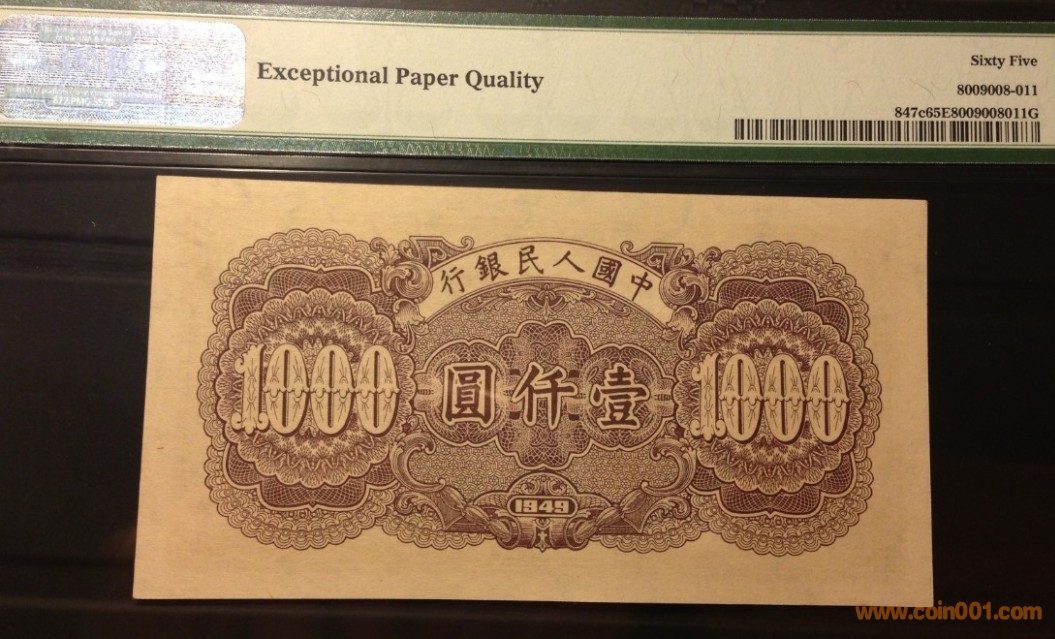 Exceptional Paper Quality
Sixty Five
8009008-011
847c65E8009008011G
行銀民人國中
1000 圓仟壹 1000
1949
www.coin001.com